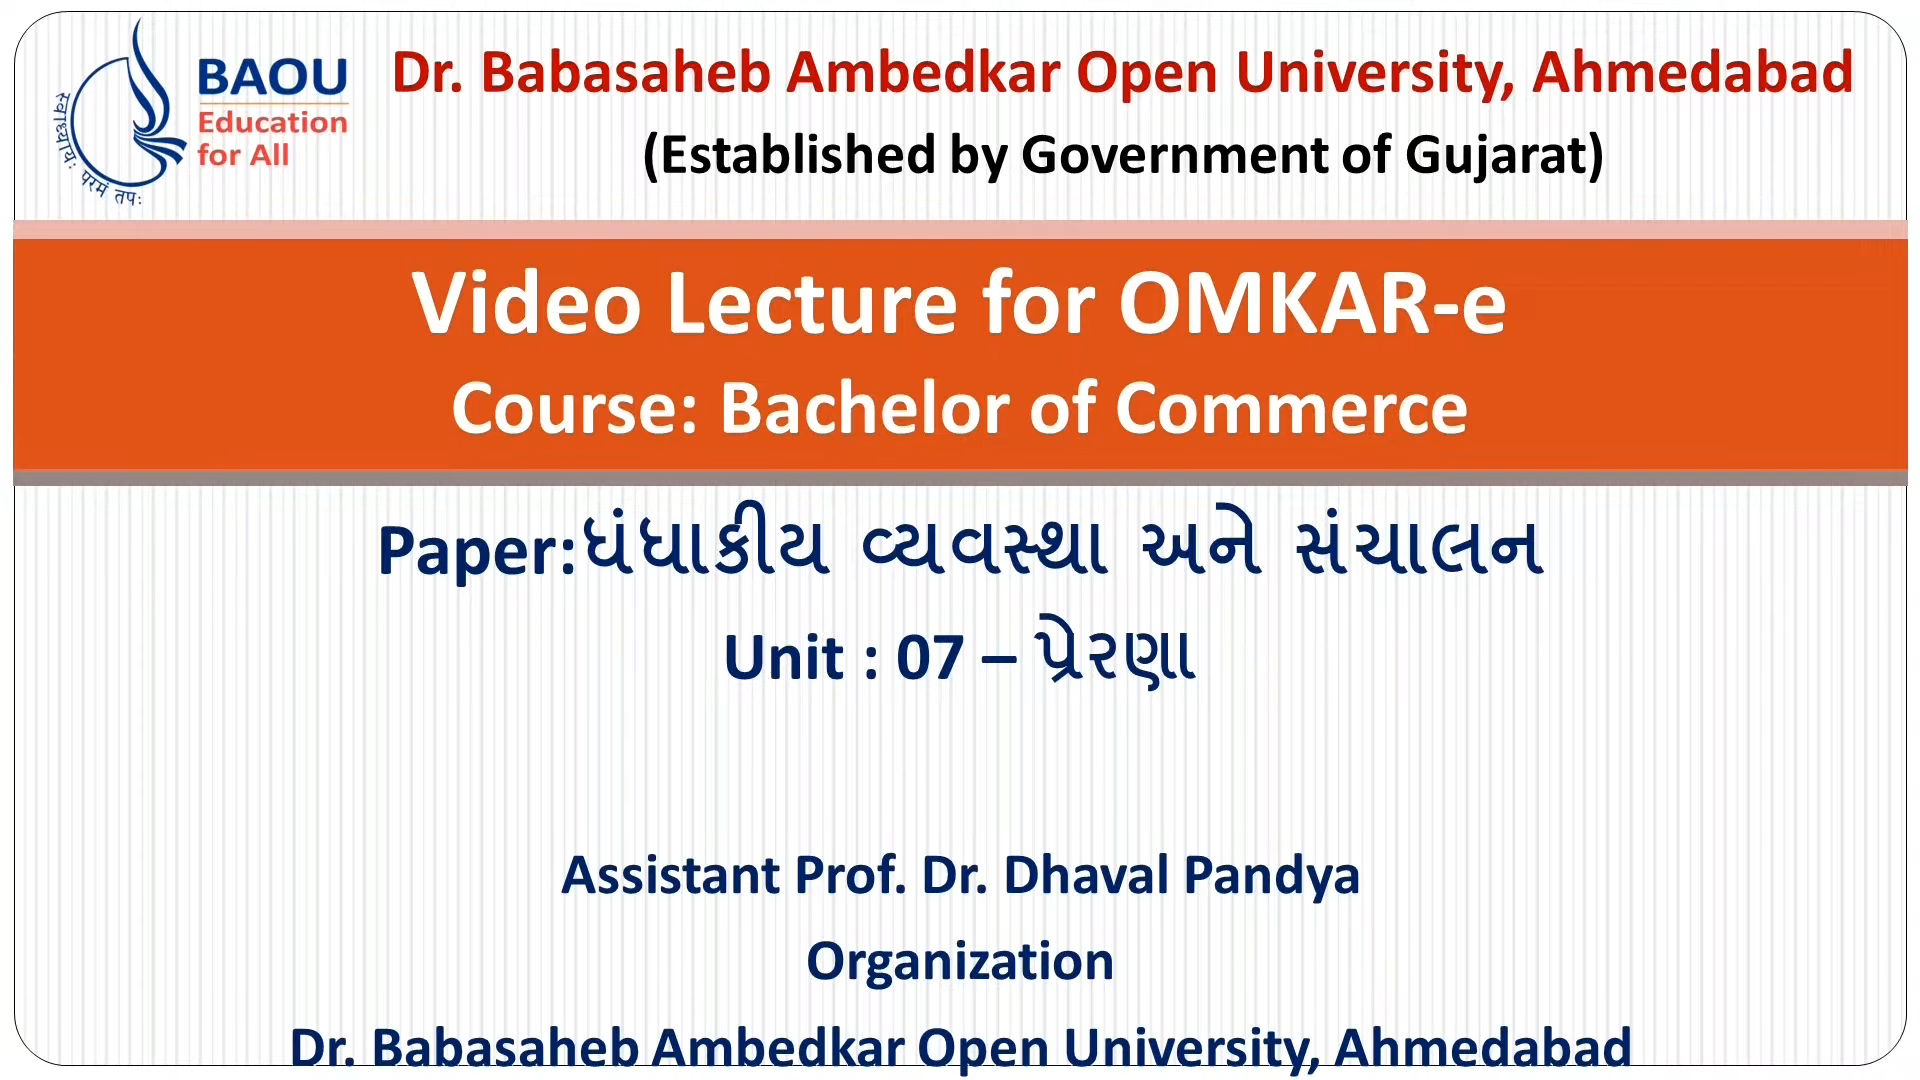 BAOU
Education
for All
स्वाध्यायः परमं तपः
Dr. Babasaheb Ambedkar Open University, Ahmedabad
(Established by Government of Gujarat)
Video Lecture for OMKAR-e
Course: Bachelor of Commerce
Paper:ધંધાકીય વ્યવસ્થા અને સંચાલન
Unit : 07 – પ્રેરણા
Assistant Prof. Dr. Dhaval Pandya
Organization
Dr. Babasaheb Ambedkar Open University, Ahmedabad